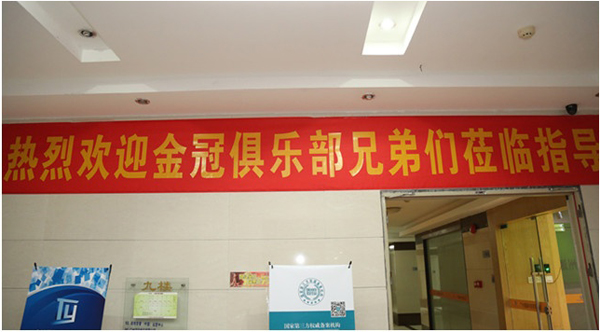 热烈欢迎金冠俱乐部兄弟们莅临指导
TY
九楼
国家第三方权威备案机构